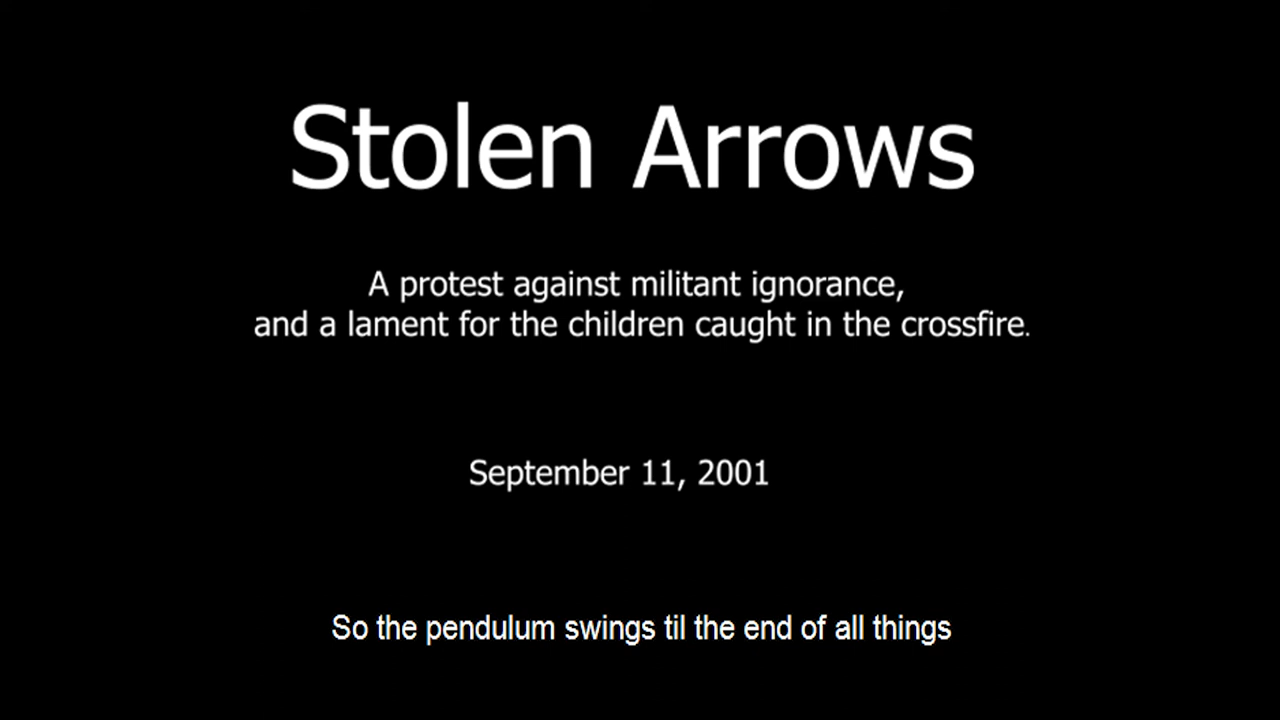 Stolen Arrows
A protest against militant ignorance,
and a lament for the children caught in the crossfire.
September 11, 2001
So the pendulum swings til the end of all things